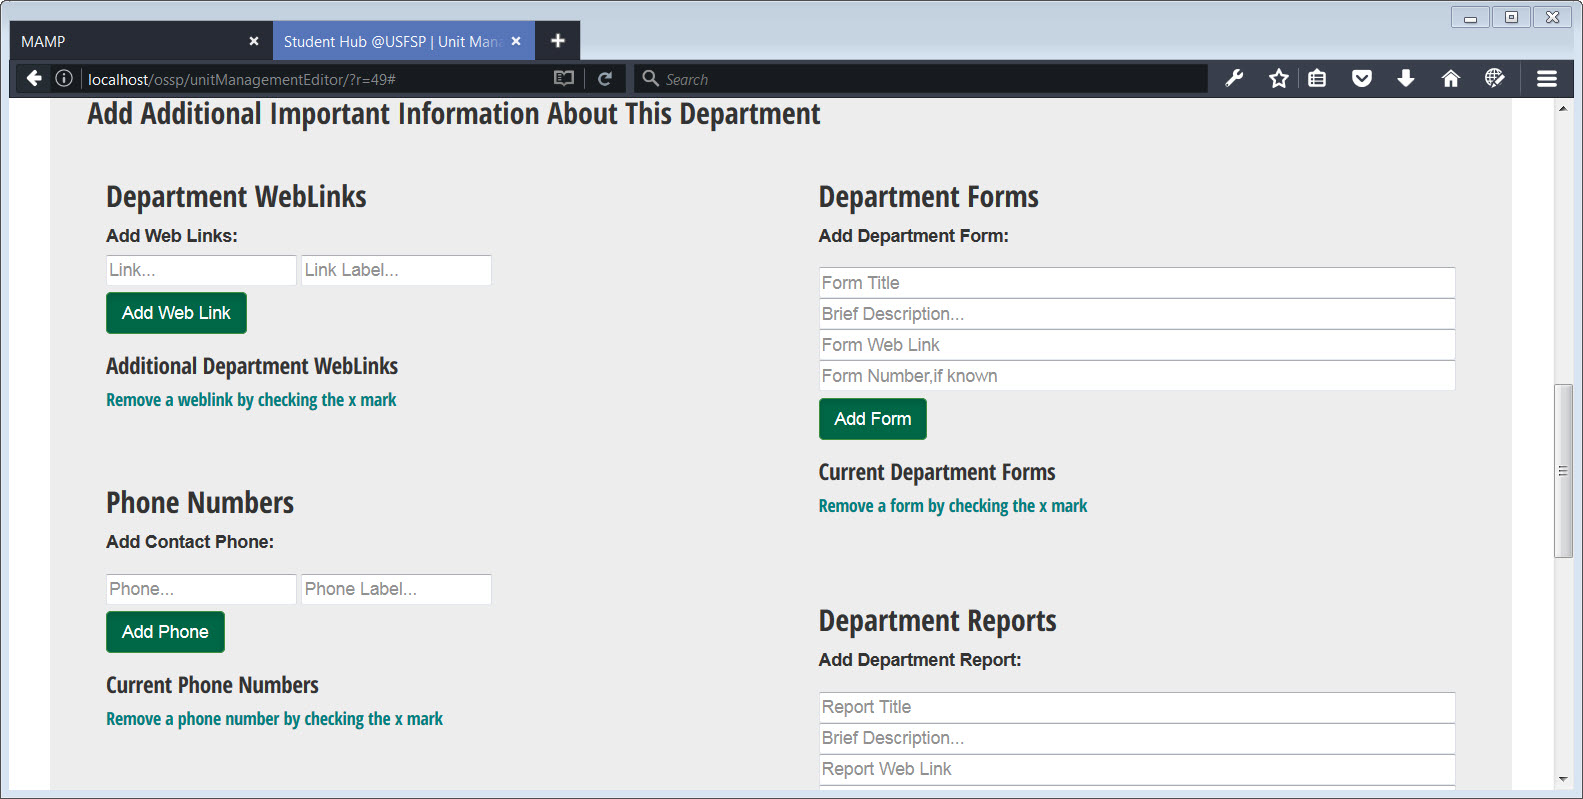 MAMP
Student Hub @USFSP | Unit Mana
localhost/ossp/unitManagementEditor/?r=49#
Search
Add Additional Important Information About This Department
Department WebLinks
Add Web Links:
Link...
Link Label...
Add Web Link
Additional Department WebLinks
Remove a weblink by checking the x mark
Phone Numbers
Add Contact Phone:
Phone...
Phone Label...
Add Phone
Current Phone Numbers
Remove a phone number by checking the x mark
Department Forms
Add Department Form:
Form Title
Brief Description...
Form Web Link
Form Number,if known
Add Form
Current Department Forms
Remove a form by checking the x mark
Department Reports
Add Department Report:
Report Title
Brief Description...
Report Web Link